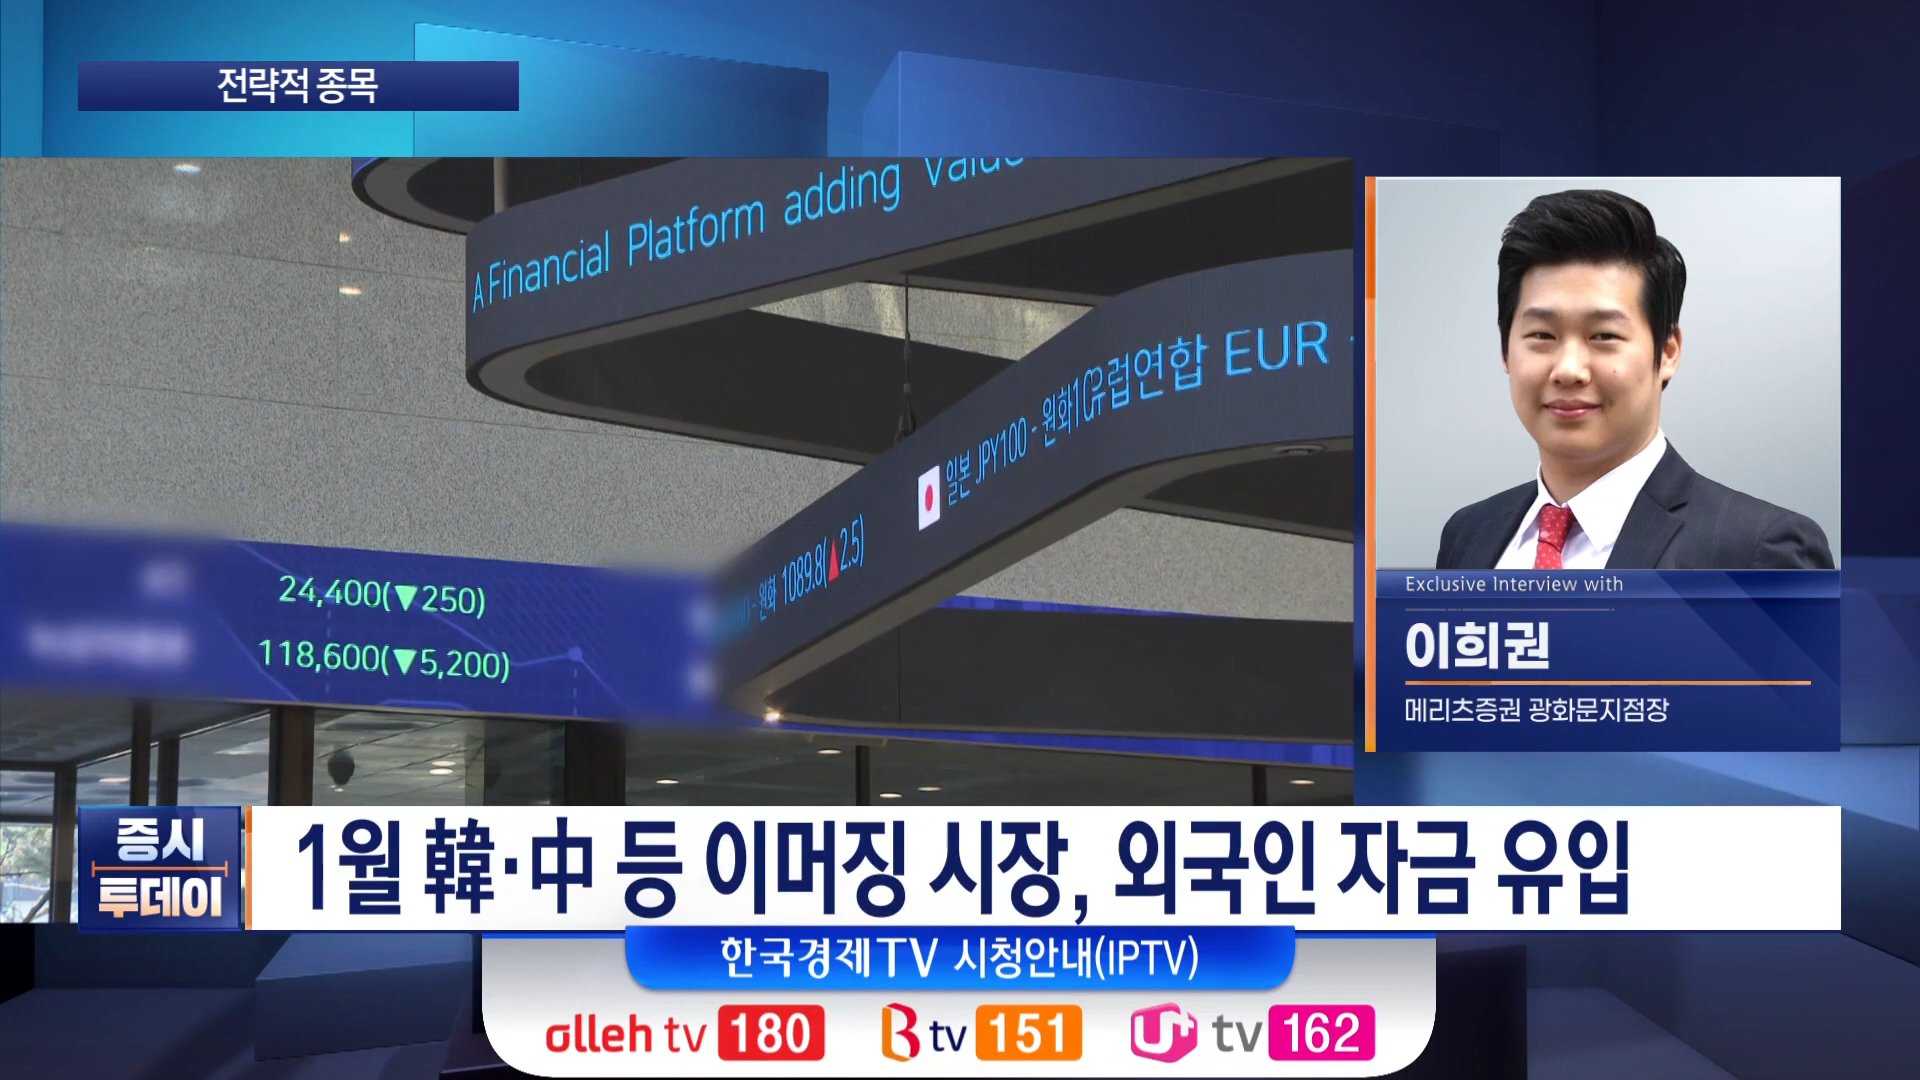 전략적 종목
A Financial Platform adding
일본 JPY100 - 원화
유럽연합 EUR
원화 1089.8(▲2.5)
24,400(▼250)
118,600(▼5,200)
Exclusive Interview with
이희권
메리츠증권 광화문지점장
증시
투데이
1월 韓·中 등 이머징 시장, 외국인 자금 유입
한국경제TV 시청안내(IPTV)
olleh tv 180
B tv 151
U+ tv 162